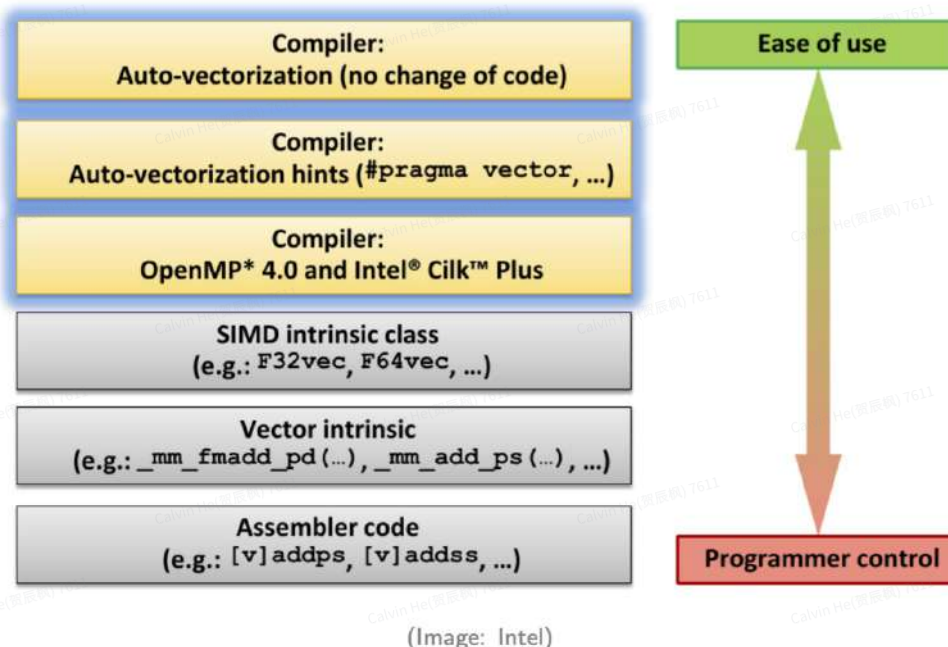 Compiler:
Auto-vectorization (no change of code)
Ease of use
Compiler:
Auto-vectorization hints (#pragma vector, ...)
Compiler:
OpenMP* 4.0 and Intel® Cilk™ Plus
SIMD intrinsic class
(e.g.: F32vec, F64vec, ...)
Vector intrinsic
(e.g.: _mm_fmadd_pd(...), _mm_add_ps(...), ...)
Assembler code
(e.g.: [v]addps, [v]addss, ...)
Programmer control
(Image: Intel)